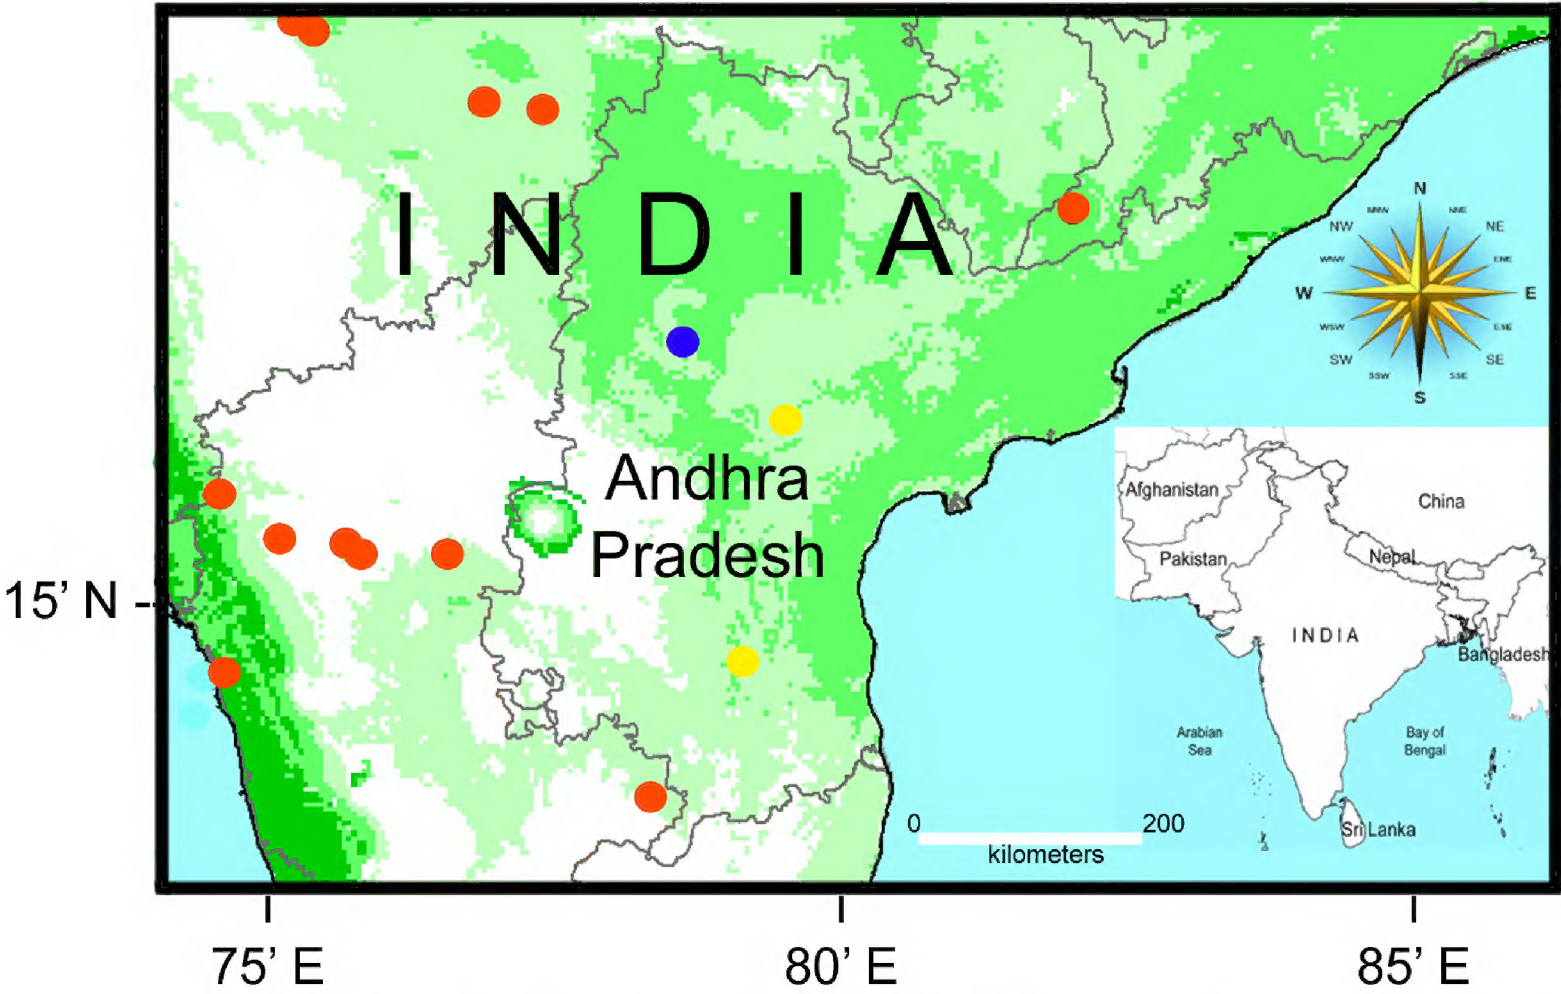 I N D I A
Andhra
Pradesh
15’ N
75’ E
80’ E
85’ E
0
200
kilometers
N
NNW
NNE
NW
NE
WNW
ENE
W
E
WSW
ESE
SW
SE
SSW
SSE
S
Afghanistan
China
Pakistan
Nepal
INDIA
Bangladesh
Arabian
Sea
Bay of
Bengal
Sri Lanka